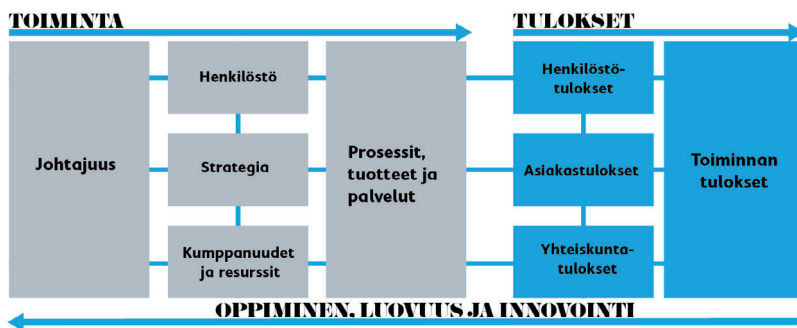 TOIMINTA
TULOKSET
Johtajuus
Henkilöstö
Strategia
Kumppanuudet
ja resurssit
Prosessit,
tuotteet ja
palvelut
Henkilöstö-
tulokset
Asiakastulokset
Yhteiskunta-
tulokset
Toiminnan
tulokset
OPPIMINEN, LUOVUUS JA INNOVOINTI